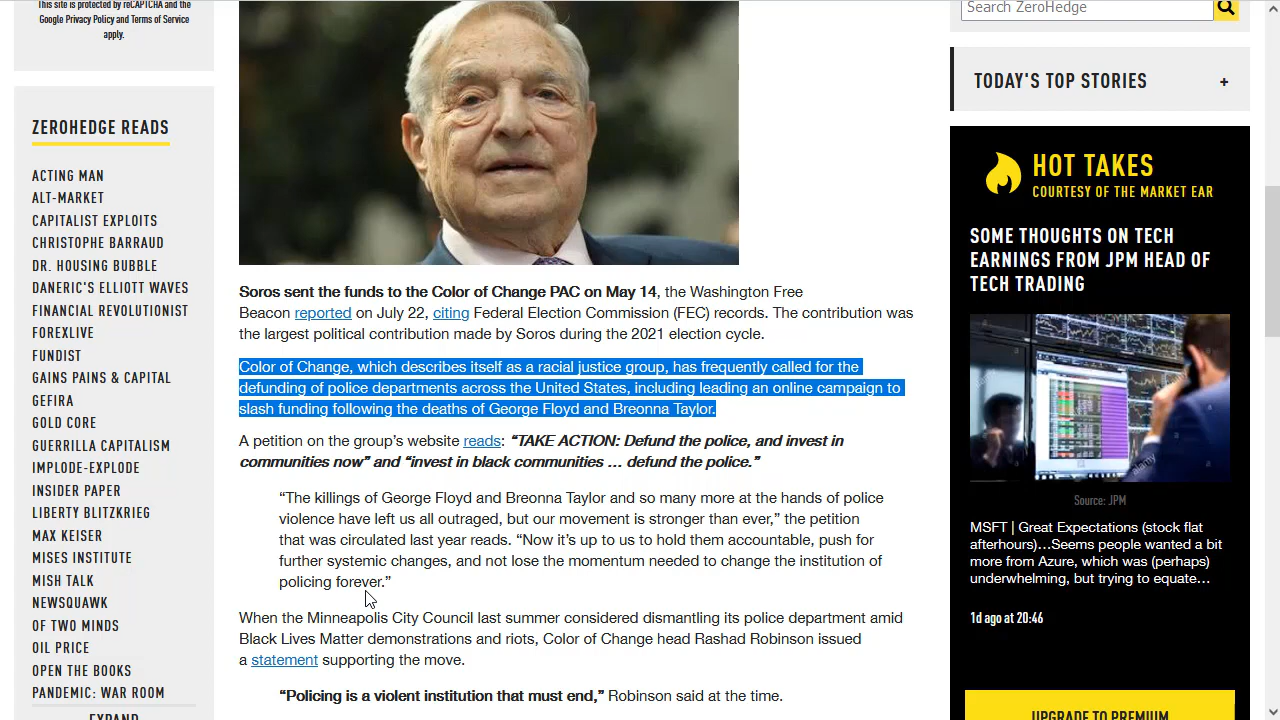 This site is protected by reCAPTCHA and the
Google Privacy Policy and Terms of Service
apply.
ZEROHEDGE READS
ACTING MAN
ALT-MARKET
CAPITALIST EXPLOITS
CHRISTOPHE BARRAUD
DR. HOUSING BUBBLE
DANERIC'S ELLIOTT WAVES
FINANCIAL REVOLUTIONIST
FOREXLIVE
FUNDIST
GAINS PAINS & CAPITAL
GEFIRA
GOLD CORE
GUERRILLA CAPITALISM
IMPLODE-EXPLODE
INSIDER PAPER
LIBERTY BLITZKRIEG
MAX KEISER
MISES INSTITUTE
MISH TALK
NEWSQUAWK
OF TWO MINDS
OIL PRICE
OPEN THE BOOKS
PANDEMIC: WAR ROOM
EXPAND
Soros sent the funds to the Color of Change PAC on May 14, the Washington Free
Beacon reported on July 22, citing Federal Election Commission (FEC) records. The contribution was
the largest political contribution made by Soros during the 2021 election cycle.
Color of Change, which describes itself as a racial justice group, has frequently called for the
defunding of police departments across the United States, including leading an online campaign to
slash funding following the deaths of George Floyd and Breonna Taylor.
A petition on the group’s website reads: “TAKE ACTION: Defund the police, and invest in
communities now” and “invest in black communities … defund the police.”
“The killings of George Floyd and Breonna Taylor and so many more at the hands of police
violence have left us all outraged, but our movement is stronger than ever,” the petition
that was circulated last year reads. “Now it’s up to us to hold them accountable, push for
further systemic changes, and not lose the momentum needed to change the institution of
policing forever.”
When the Minneapolis City Council last summer considered dismantling its police department amid
Black Lives Matter demonstrations and riots, Color of Change head Rashad Robinson issued
a statement supporting the move.
“Policing is a violent institution that must end,” Robinson said at the time.
Search ZeroHedge
TODAY'S TOP STORIES +
HOT TAKES
COURTESY OF THE MARKET EAR
SOME THOUGHTS ON TECH
EARNINGS FROM JPM HEAD OF
TECH TRADING
alamy
Source: JPM
MSFT | Great Expectations (stock flat
afterhours)…Seems people wanted a bit
more from Azure, which was (perhaps)
underwhelming, but trying to equate…
1d ago at 20:46
UPGRADE TO PREMIUM